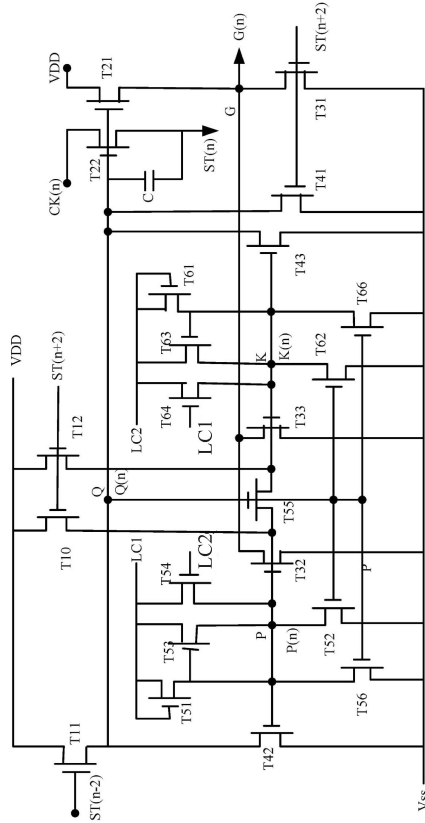 VDD
T21
G(n)
ST(n+2)
G
T31
CK(n)
T22
ST(n)
C
T41
T43
T61
T63
K
K(n)
T66
T62
VDD
ST(n+2)
T12
LC2
T64
LC1
T33
Q
Q(n)
T10
T55
LC1
T54
LC2
T32
P
T53
P
P(n)
T52
T51
T56
T11
T42
ST(n-2)
Vss